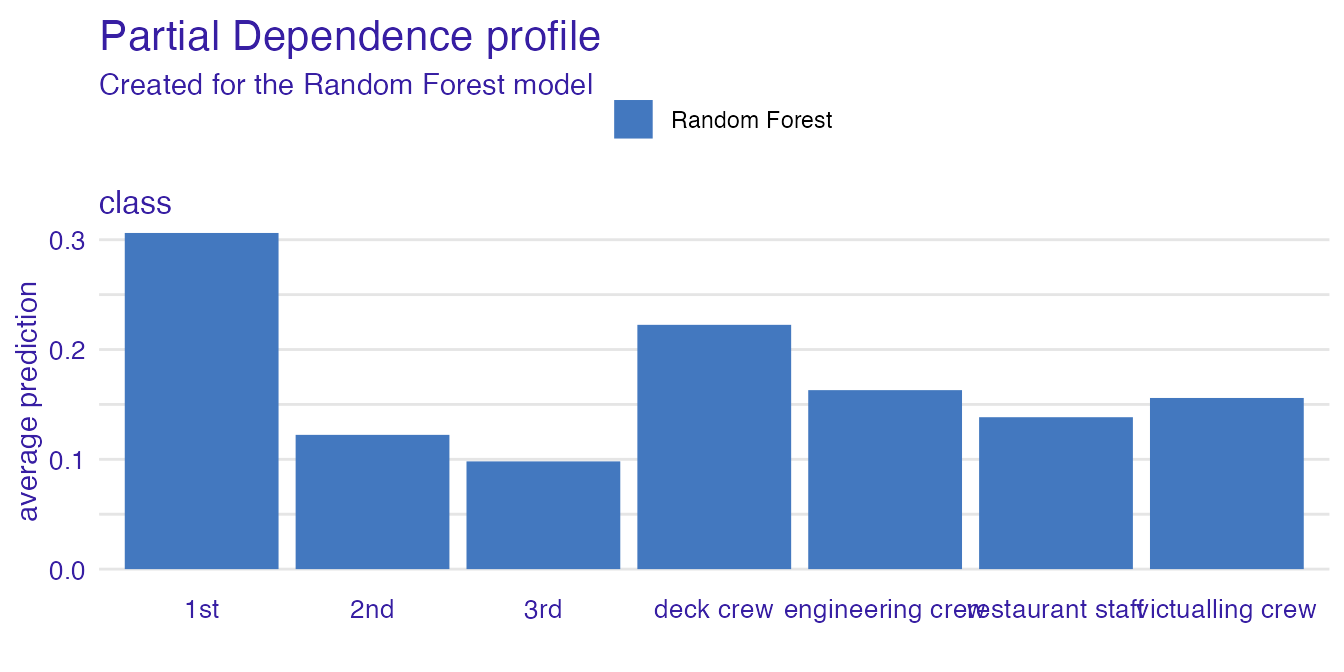 Partial Dependence profile
Created for the Random Forest model
Random Forest
class
average prediction
0.3
0.2
0.1
0.0
1st 2nd 3rd deck crew engineering crew restaurant staff victualling crew